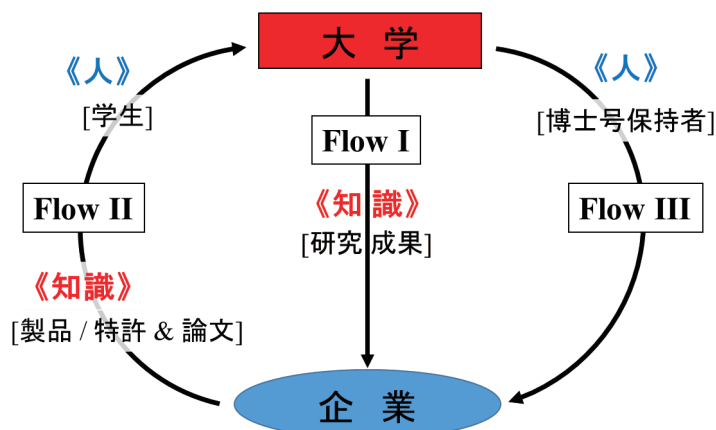 大 学
《人》
[学生]
Flow II
《知識》
[製品 / 特許 & 論文]
Flow I
《知識》
[研究成果]
《人》
[博士号保持者]
Flow III
企 業